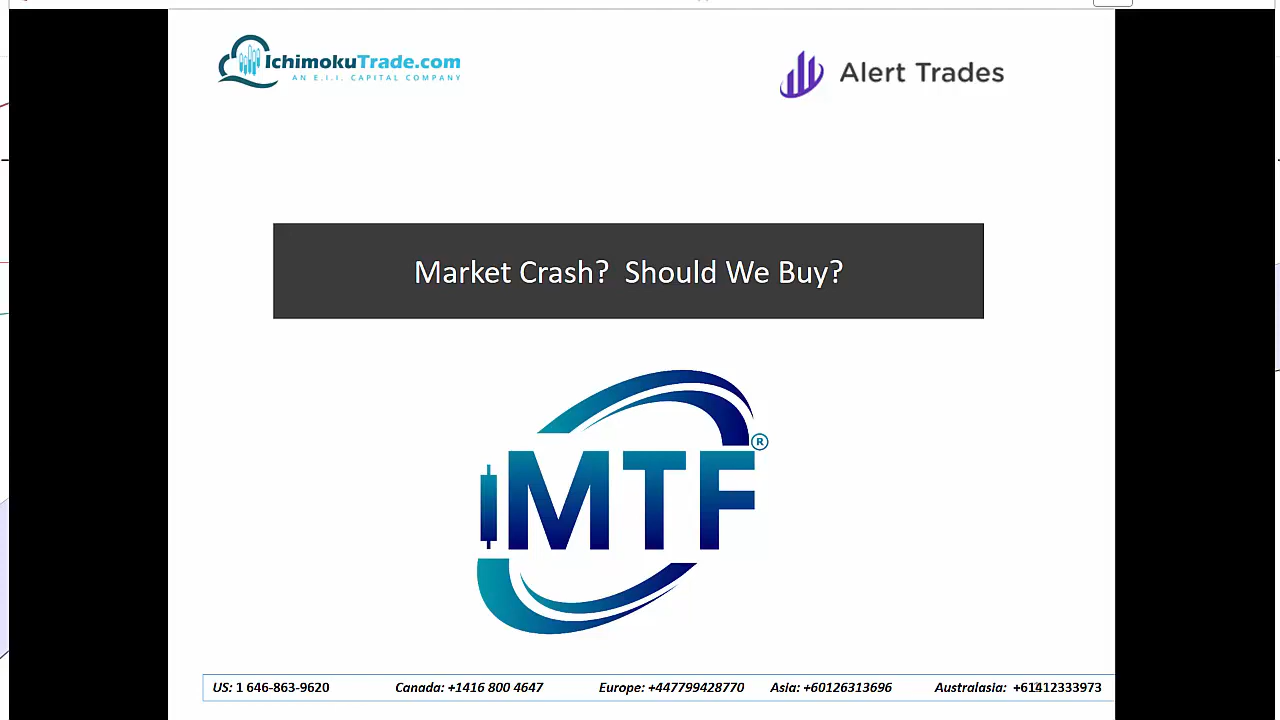 IchimokuTrade.com
AN E.I.I. CAPITAL COMPANY
Alert Trades
Market Crash?  Should We Buy?
iMTF®
US: 1 646-863-9620 Canada: +1416 800 4647 Europe: +447799428770 Asia: +60126313696 Australasia: +61412333973